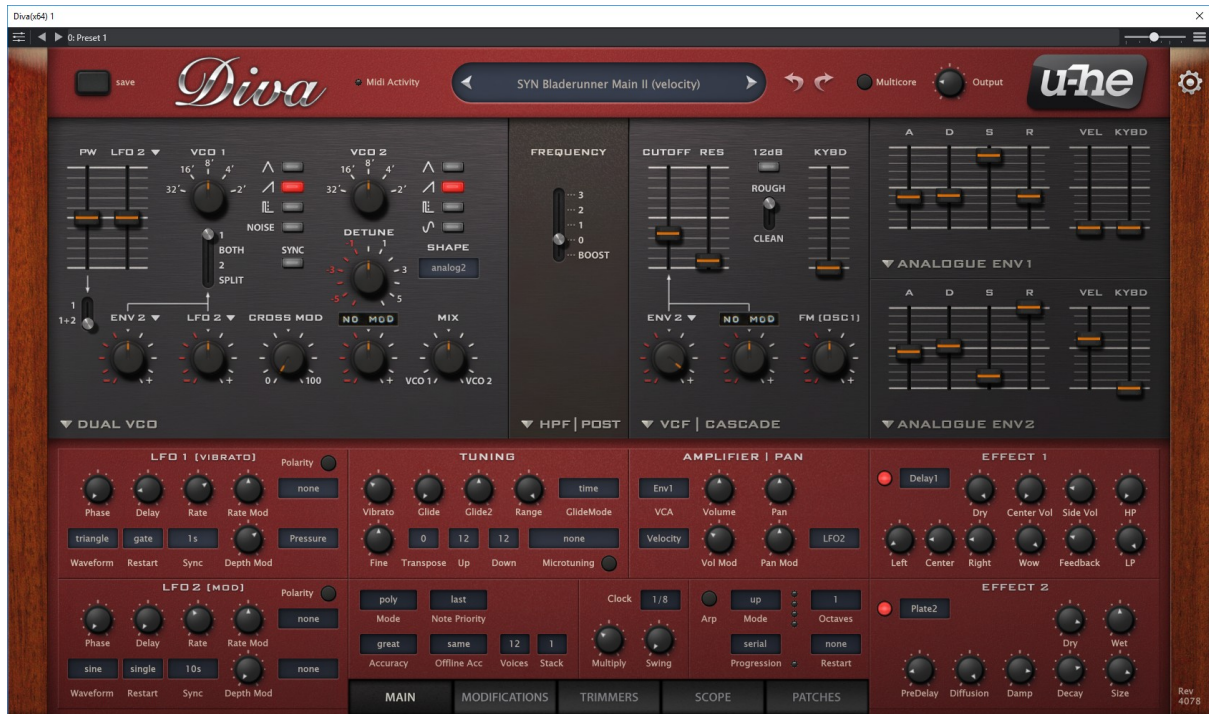 Diva(x64) 1
0: Preset 1
save
Diva
Midi Activity
SYN Bladerunner Main II (velocity)
Multicore
Output
u-he
PW LFO 2 VCO 1 VCO 2
8' 8'
16' 4' 16' 4'
32' 2' 32' 2'
NOISE
1
BOTH
2
SPLIT
SYNC
DETUNE
-1 1
-3 3
-5 5
SHAPE
analog2
1
1+2
ENV 2 LFO 2 CROSS MOD NO MOD MIX
- + - + 0 100 - + VCO 1 VCO 2
DUAL VCO
FREQUENCY
3
2
1
0
BOOST
HPF | POST
CUTOFF RES 12dB KYBD
ROUGH
CLEAN
ENV 2 NO MOD FM (OSC1)
- + - + - +
VCF | CASCADE
A D S R VEL KYBD
ANALOGUE ENV1
A D S R VEL KYBD
ANALOGUE ENV2
LFO 1 (VIBRATO)
Polarity
none
Phase Delay Rate Rate Mod
triangle gate 1s Pressure
Waveform Restart Sync Depth Mod
LFO 2 (MOD)
Polarity
none
Phase Delay Rate Rate Mod
sine single 10s none
Waveform Restart Sync Depth Mod
TUNING
time
Vibrato Glide Glide2 Range GlideMode
0 12 12 none
Fine Transpose Up Down Microtuning
poly last
Mode Note Priority
great same 12 1
Accuracy Offline Acc Voices Stack
AMPLIFIER | PAN
Env1
VCA Volume Pan
Velocity LFO2
Vol Mod Pan Mod
Clock 1/8
Multiply Swing
up 1
Arp Mode Octaves
serial none
Progression Restart
EFFECT 1
Delay1
Dry Center Vol Side Vol HP
Left Center Right Wow Feedback LP
EFFECT 2
Plate2
Dry Wet
PreDelay Diffusion Damp Decay Size
MAIN MODIFICATIONS TRIMMERS SCOPE PATCHES
Rev
4078